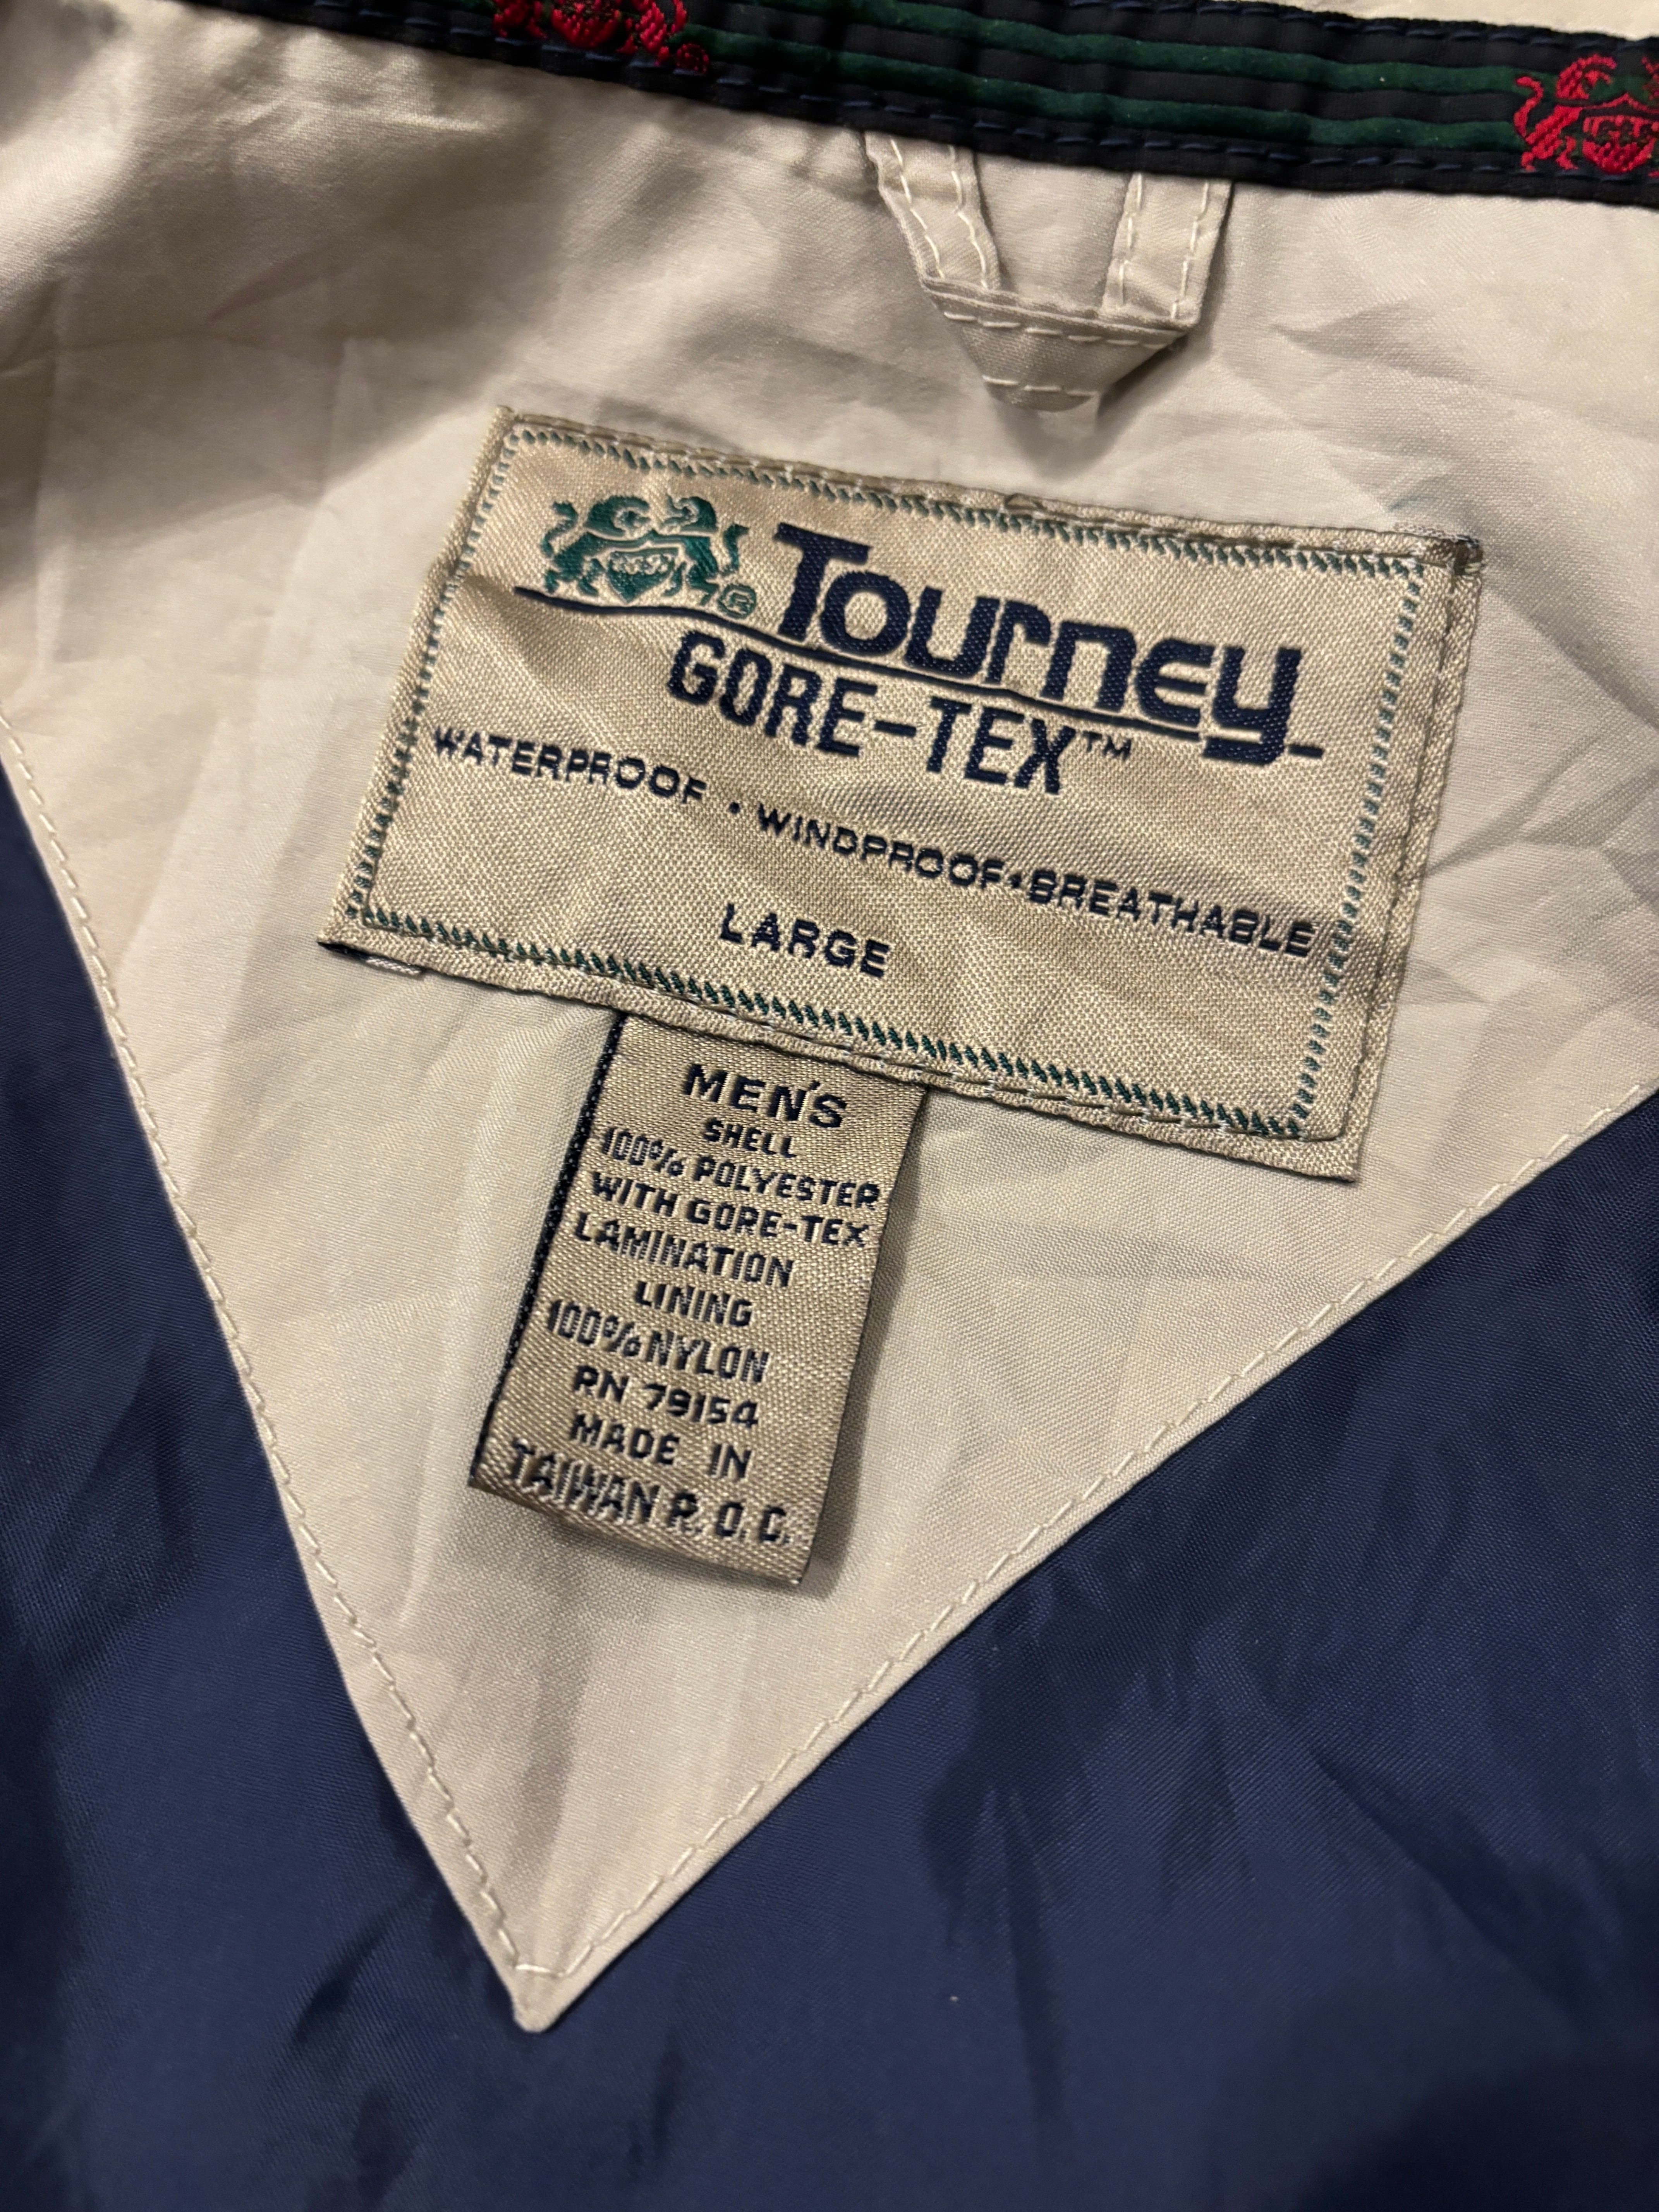 ® Tourney
GORE-TEX™
WATERPROOF • WINDPROOF • BREATHABLE
LARGE
MEN'S
SHELL
100% POLYESTER
WITH GORE-TEX
LAMINATION
LINING
100% NYLON
RN 79154
MADE IN
TAIWAN R.O.C.